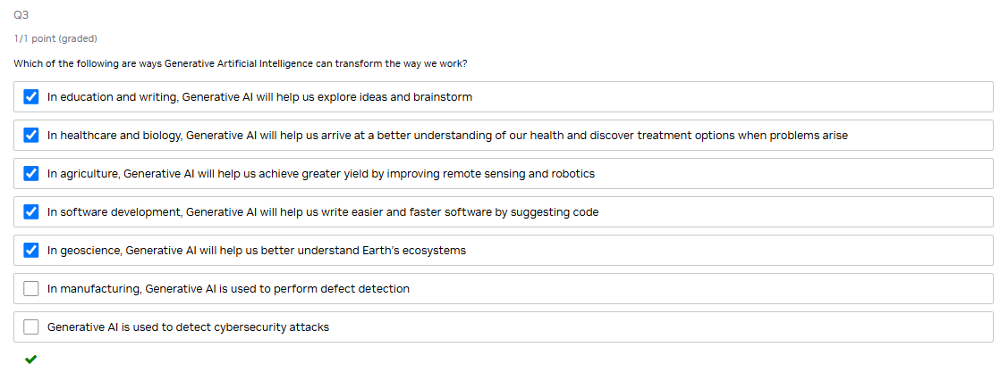 Q3
1/1 point (graded)
Which of the following are ways Generative Artificial Intelligence can transform the way we work?
In education and writing, Generative AI will help us explore ideas and brainstorm
In healthcare and biology, Generative AI will help us arrive at a better understanding of our health and discover treatment options when problems arise
In agriculture, Generative AI will help us achieve greater yield by improving remote sensing and robotics
In software development, Generative AI will help us write easier and faster software by suggesting code
In geoscience, Generative AI will help us better understand Earth's ecosystems
In manufacturing, Generative AI is used to perform defect detection
Generative AI is used to detect cybersecurity attacks